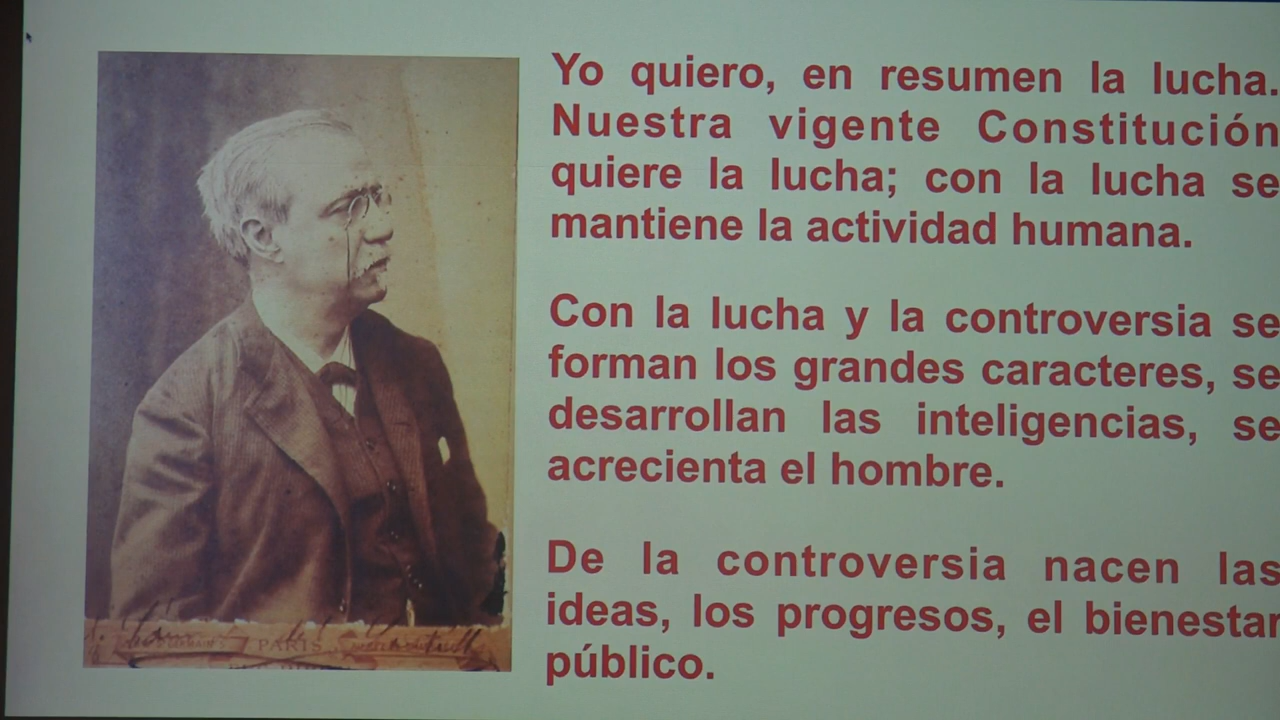 Yo quiero, en resumen la lucha.
Nuestra vigente Constitución
quiere la lucha; con la lucha se
mantiene la actividad humana.
Con la lucha y la controversia se
forman los grandes caracteres, se
desarrollan las inteligencias, se
acrecienta el hombre.
De la controversia nacen las
ideas, los progresos, el bienestar
público.
PARIS